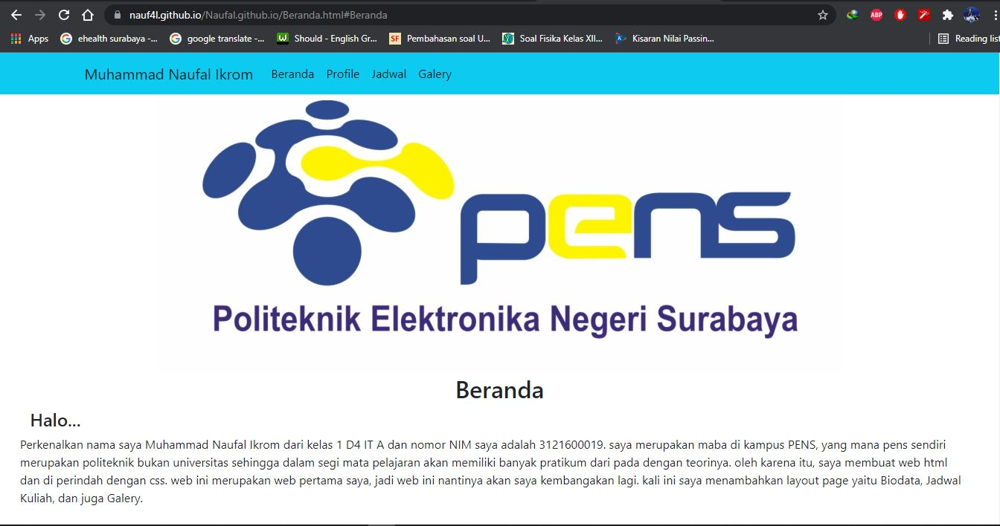 nauf4l.github.io/Naufal.github.io/Beranda.html#Beranda
ABP
Apps ehealth surabaya -... google translate -... Should - English Gr... SF Pembahasan soal U... Soal Fisika Kelas XII... Kisaran Nilai Passin... Reading list
Muhammad Naufal Ikrom Beranda Profile Jadwal Galery
pens
Politeknik Elektronika Negeri Surabaya
Beranda
Halo...
Perkenalkan nama saya Muhammad Naufal Ikrom dari kelas 1 D4 IT A dan nomor NIM saya adalah 3121600019. saya merupakan maba di kampus PENS, yang mana pens sendiri
merupakan politeknik bukan universitas sehingga dalam segi mata pelajaran akan memiliki banyak pratikum dari pada dengan teorinya. oleh karena itu, saya membuat web html
dan di perindah dengan css. web ini merupakan web pertama saya, jadi web ini nantinya akan saya kembangakan lagi. kali ini saya menambahkan layout page yaitu Biodata, Jadwal
Kuliah, dan juga Galery.